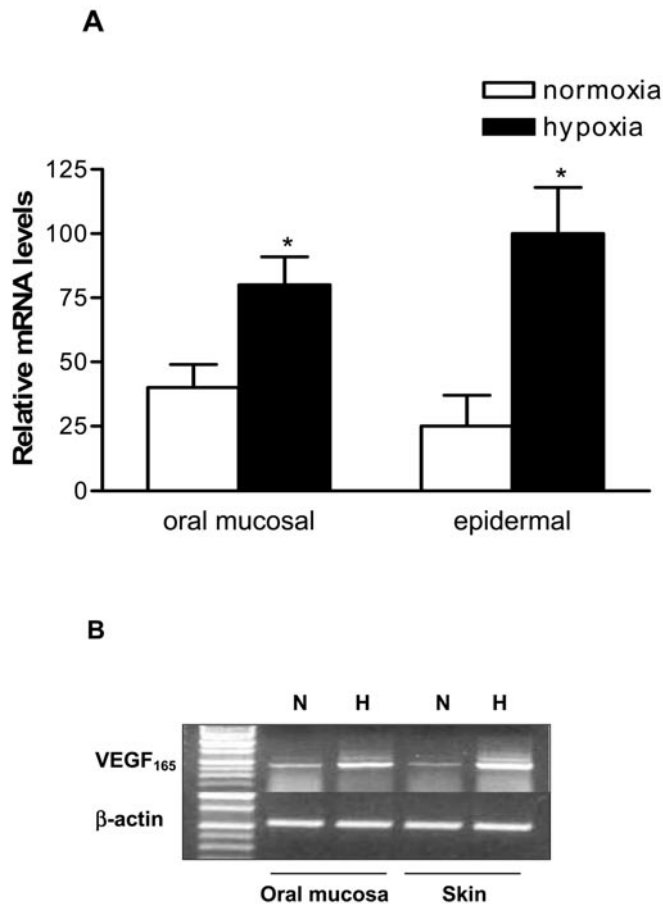 A
normoxia
hypoxia
Relative mRNA levels
125
100
75
50
25
0
*
*
oral mucosal
epidermal
B
N H N H
VEGF165
β-actin
Oral mucosa Skin